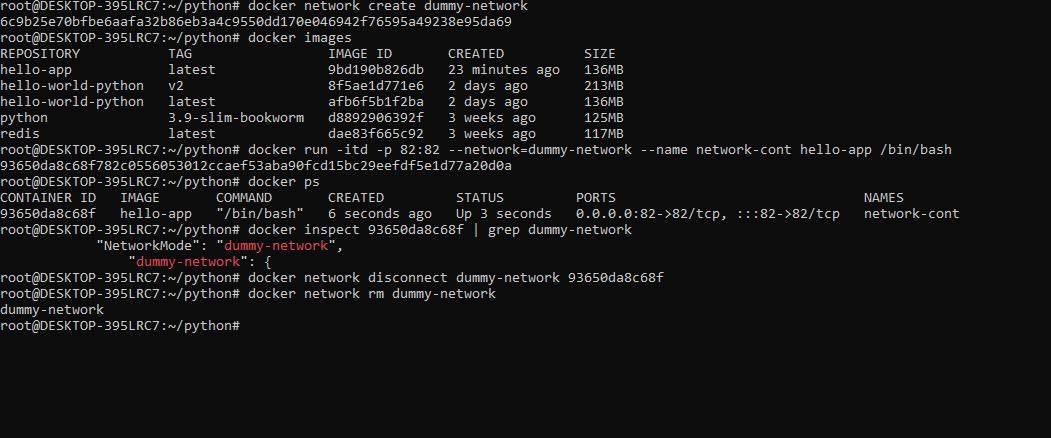 root@DESKTOP-395LRC7:~/python# docker network create dummy-network
6c9b25e70bfbe6aafa32b86eb3a4c9550dd170e046942f76595a49238e95da69
root@DESKTOP-395LRC7:~/python# docker images
REPOSITORY TAG IMAGE ID CREATED SIZE
hello-app latest 9bd190b826db 23 minutes ago 136MB
hello-world-python v2 8f5ae1d771e6 2 days ago 213MB
hello-world-python latest afb6f5b1f2ba 2 days ago 136MB
python 3.9-slim-bookworm d8892906392f 3 weeks ago 125MB
redis latest dae83f665c92 3 weeks ago 117MB
root@DESKTOP-395LRC7:~/python# docker run -itd -p 82:82 --network=dummy-network --name network-cont hello-app /bin/bash
93650da8c68f782c0556053012ccaef53aba90fcd15bc29eefdf5e1d77a20d0a
root@DESKTOP-395LRC7:~/python# docker ps
CONTAINER ID IMAGE COMMAND CREATED STATUS PORTS NAMES
93650da8c68f hello-app "/bin/bash" 6 seconds ago Up 3 seconds 0.0.0.0:82->82/tcp, :::82->82/tcp network-cont
root@DESKTOP-395LRC7:~/python# docker inspect 93650da8c68f | grep dummy-network
"NetworkMode": "dummy-network",
"dummy-network": {
root@DESKTOP-395LRC7:~/python# docker network disconnect dummy-network 93650da8c68f
root@DESKTOP-395LRC7:~/python# docker network rm dummy-network
dummy-network
root@DESKTOP-395LRC7:~/python#